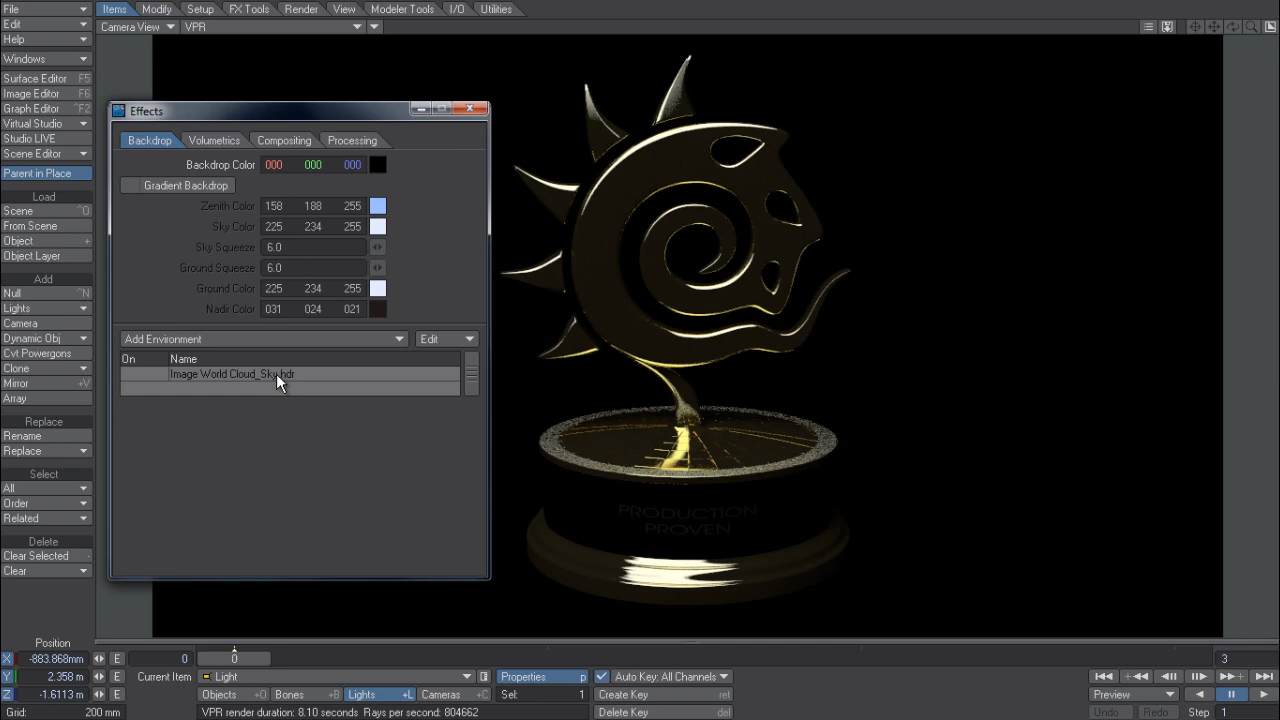 File Items Modify Setup FX Tools Render View Modeler Tools I/O Utilities
Edit Camera View VPR
Help
Windows
Surface Editor F5
Image Editor F6
Graph Editor ^F2
Virtual Studio
Studio LIVE
Scene Editor
Parent in Place
Load
Scene ^O
From Scene
Object +
Object Layer
Add
Null ^N
Lights
Camera
Dynamic Obj
Cvt Powergons
Clone
Mirror +V
Array
Replace
Rename
Replace
Select
All
Order
Related
Delete
Clear Selected -
Clear
Effects
Backdrop Volumetrics Compositing Processing
Backdrop Color 000 000 000
Gradient Backdrop
Zenith Color 158 188 255
Sky Color 225 234 255
Sky Squeeze 6.0
Ground Squeeze 6.0
Ground Color 225 234 255
Nadir Color 031 024 021
Add Environment Edit
On Name
Image World Cloud_Sky.hdr
PRODUCTION
PROVEN
Position
X -883.868mm E 0 0 3
Y 2.358 m E Current Item Light Properties p Auto Key: All Channels
Z -1.6113 m E Objects +O Bones +B Lights +L Cameras +C Sel: 1 Create Key ret Preview
Grid: 200 mm VPR render duration: 8.10 seconds Rays per second: 804662 Delete Key del Undo Redo Step 1